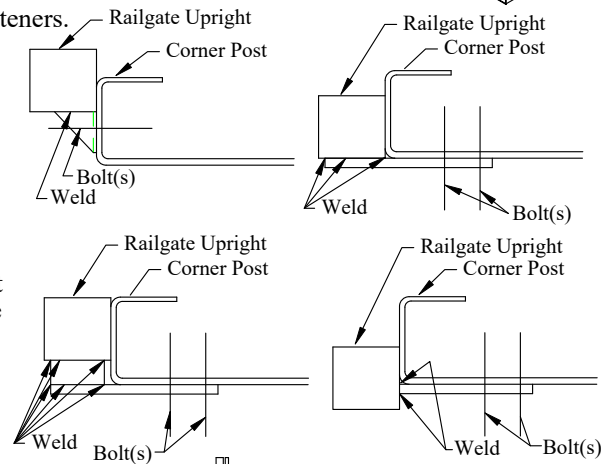 teners.
Railgate Upright
Corner Post
Bolt(s)
Weld
Railgate Upright
Corner Post
Weld
Bolt(s)
Railgate Upright
Corner Post
Weld
Bolt(s)
Railgate Upright
Corner Post
Weld
Bolt(s)